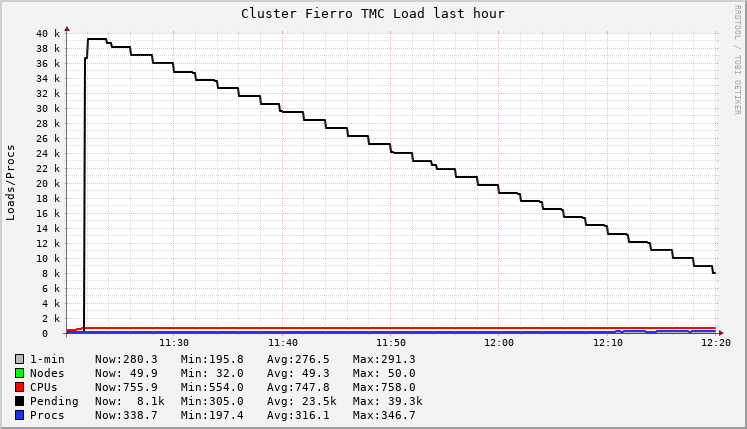 Cluster Fierro TMC Load last hour
RRDTOOL / TOBI OETIKER
Loads/Procs
40 k
38 k
36 k
34 k
32 k
30 k
28 k
26 k
24 k
22 k
20 k
18 k
16 k
14 k
12 k
10 k
8 k
6 k
4 k
2 k
0
11:30 11:40 11:50 12:00 12:10 12:20
1-min Now:280.3 Min:195.8 Avg:276.5 Max:291.3
Nodes Now: 49.9 Min: 32.0 Avg: 49.3 Max: 50.0
CPUs Now:755.9 Min:554.0 Avg:747.8 Max:758.0
Pending Now: 8.1k Min:305.0 Avg: 23.5k Max: 39.3k
Procs Now:338.7 Min:197.4 Avg:316.1 Max:346.7